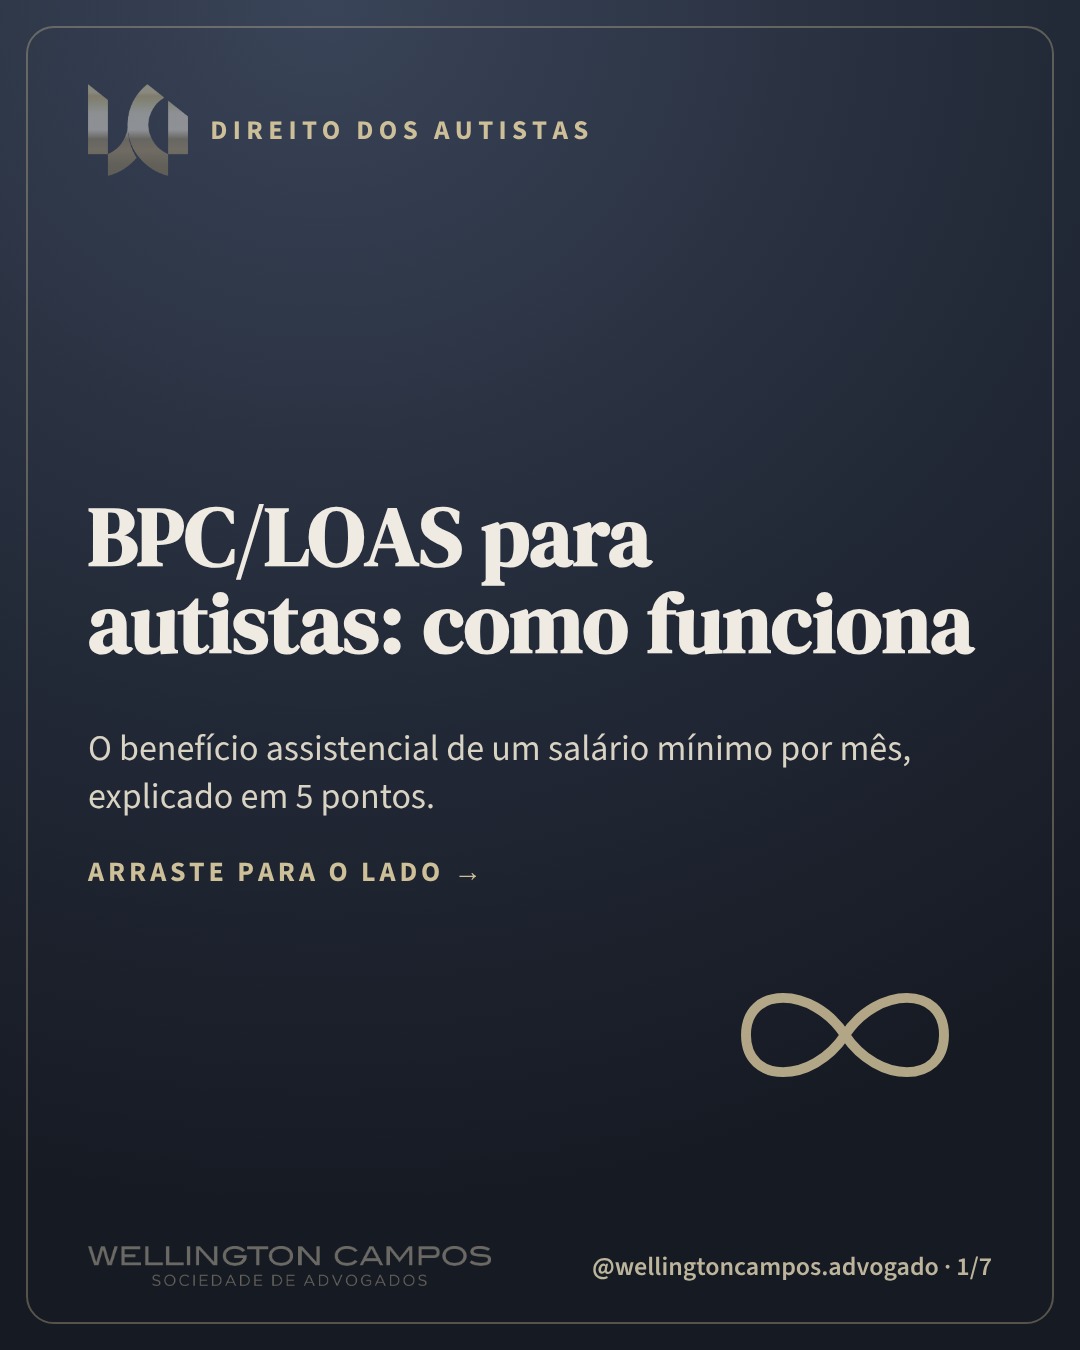 DIREITO DOS AUTISTAS
BPC/LOAS para
autistas: como funciona
O benefício assistencial de um salário mínimo por mês,
explicado em 5 pontos.
ARRASTE PARA O LADO →
WELLINGTON CAMPOS
SOCIEDADE DE ADVOGADOS
@wellingtoncampos.advogado · 1/7